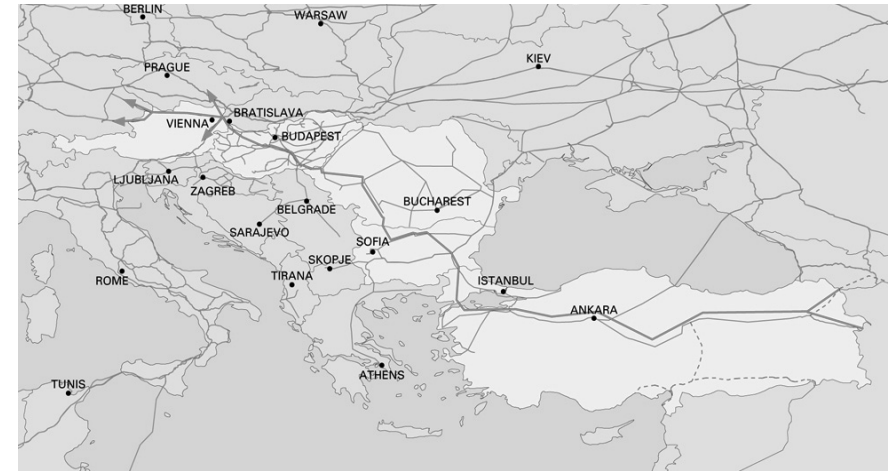 BERLIN
WARSAW
KIEV
PRAGUE
VIENNA
BRATISLAVA
BUDAPEST
LJUBLJANA
ZAGREB
BELGRADE
BUCHAREST
SARAJEVO
SOFIA
SKOPJE
TIRANA
ROME
ISTANBUL
ANKARA
ATHENS
TUNIS